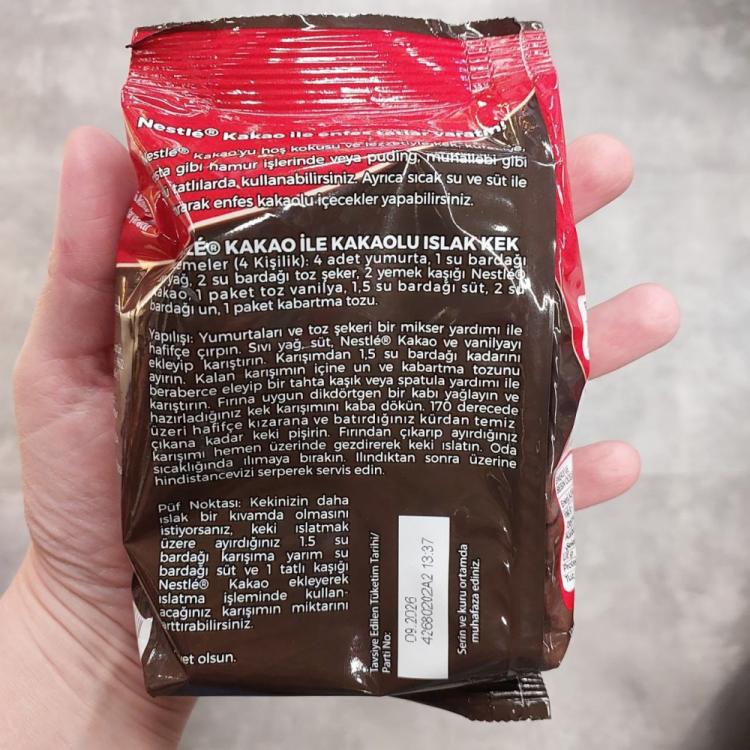 Nestlé® Kakao ile enfes tatlar yaratın!
estlé® Kakao'yu hoş kokusu ve lezzetiyle kek, kurabiye,
sta gibi hamur işlerinde veya puding, muhallebi gibi
tatlılarda kullanabilirsiniz. Ayrıca sıcak su ve süt ile
arak enfes kakaolu içecekler yapabilirsiniz.
LÉ® KAKAO İLE KAKAOLU ISLAK KEK
emeler (4 Kişilik): 4 adet yumurta, 1 su bardağı
yağ, 2 su bardağı toz şeker, 2 yemek kaşığı Nestlé®
Kakao, 1 paket toz vanilya, 1,5 su bardağı süt, 2 su
bardağı un, 1 paket kabartma tozu.
Yapılışı: Yumurtaları ve toz şekeri bir mikser yardımı ile
hafifçe çırpın. Sıvı yağ, süt, Nestlé® Kakao ve vanilyayı
ekleyip karıştırın. Karışımdan 1,5 su bardağı kadarını
ayırın. Kalan karışımın içine un ve kabartma tozunu
beraberce eleyip bir tahta kaşık veya spatula yardımı ile
karıştırın. Fırına uygun dikdörtgen bir kabı yağlayın ve
hazırladığınız kek karışımını kaba dökün. 170 derecede
üzeri hafifçe kızarana ve batırdığınız kürdan temiz
çıkana kadar keki pişirin. Fırından çıkarıp ayırdığınız
karışımı hemen üzerinde gezdirerek keki ıslatın. Oda
sıcaklığında ılımaya bırakın. Ilındıktan sonra üzerine
hindistancevizi serperek servis edin.
Püf Noktası: Kekinizin daha
ıslak bir kıvamda olmasını
istiyorsanız, keki ıslatmak
üzere ayırdığınız 1.5 su
bardağı karışıma yarım su
bardağı süt ve 1 tatlı kaşığı
Nestlé® Kakao ekleyerek
ıslatma işleminde kullan-
acağınız karışımın miktarını
arttırabilirsiniz.
et olsun.
Tavsiye Edilen Tüketim Tarihi/
Parti No:
09.2026
42680202A2 13:37
Serin ve kuru ortamda
muhafaza ediniz.